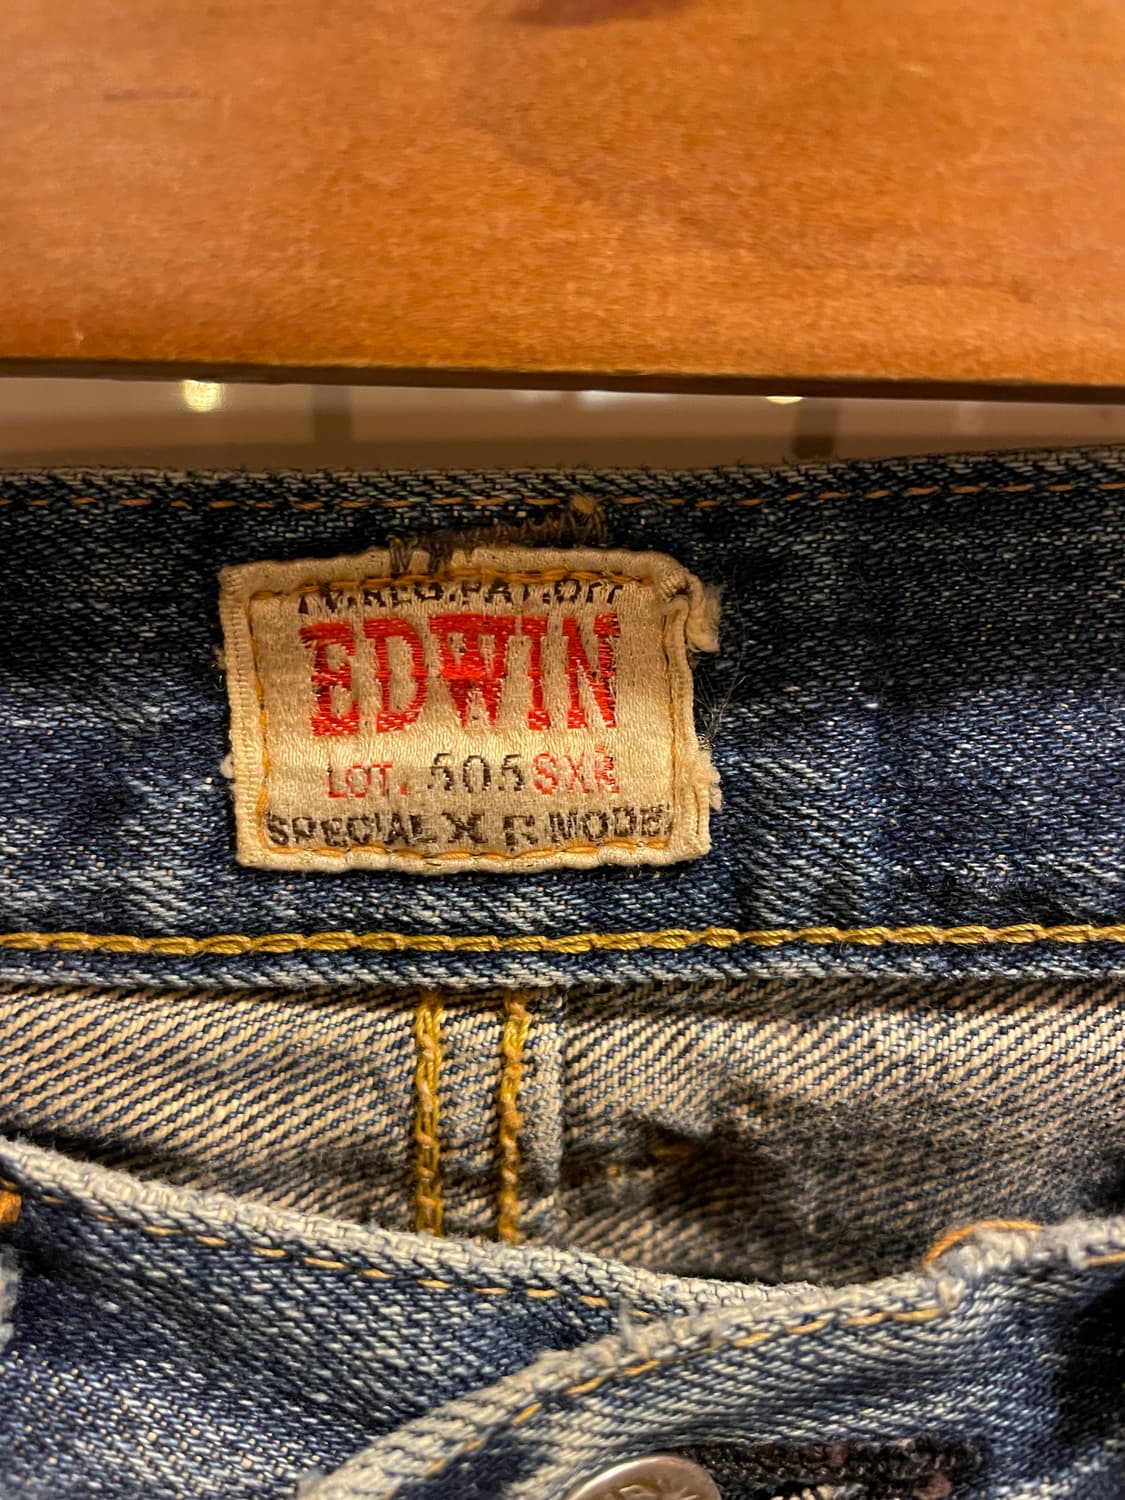 EDWIN
LOT. 505SXR
SPECIAL X R MODEL